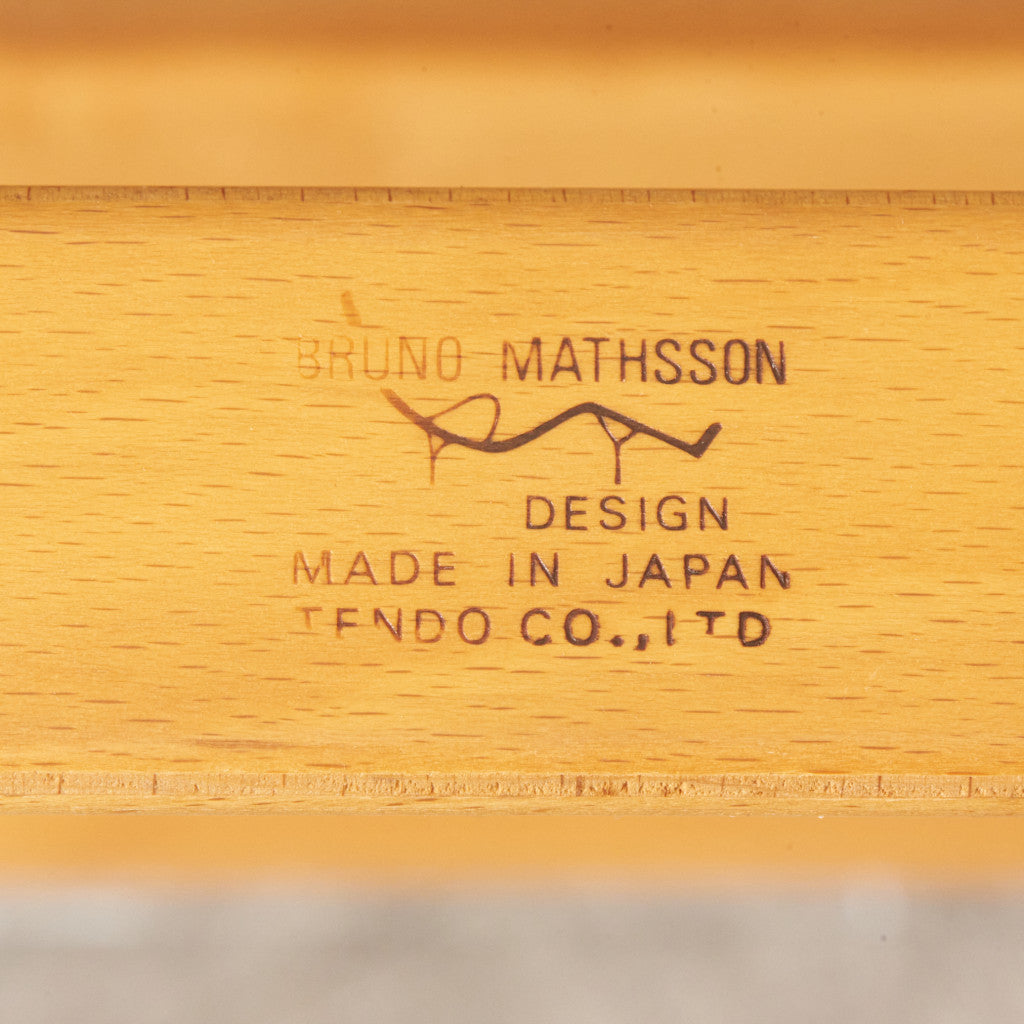 BRUNO MATHSSON
DESIGN
MADE IN JAPAN
TENDO CO., LTD